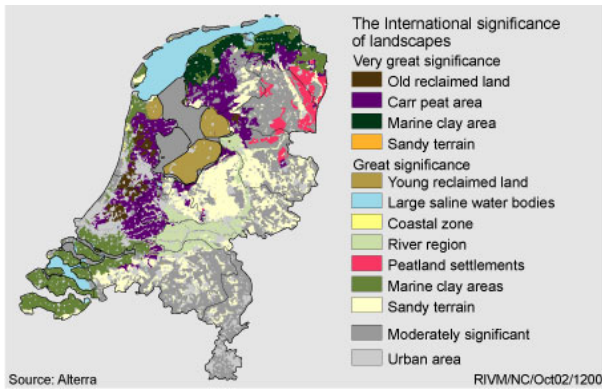 The International significance
of landscapes
Very great significance
Old reclaimed land
Carr peat area
Marine clay area
Sandy terrain
Great significance
Young reclaimed land
Large saline water bodies
Coastal zone
River region
Peatland settlements
Marine clay areas
Sandy terrain
Moderately significant
Urban area
Source: Alterra
RIVM/NC/Oct02/1200